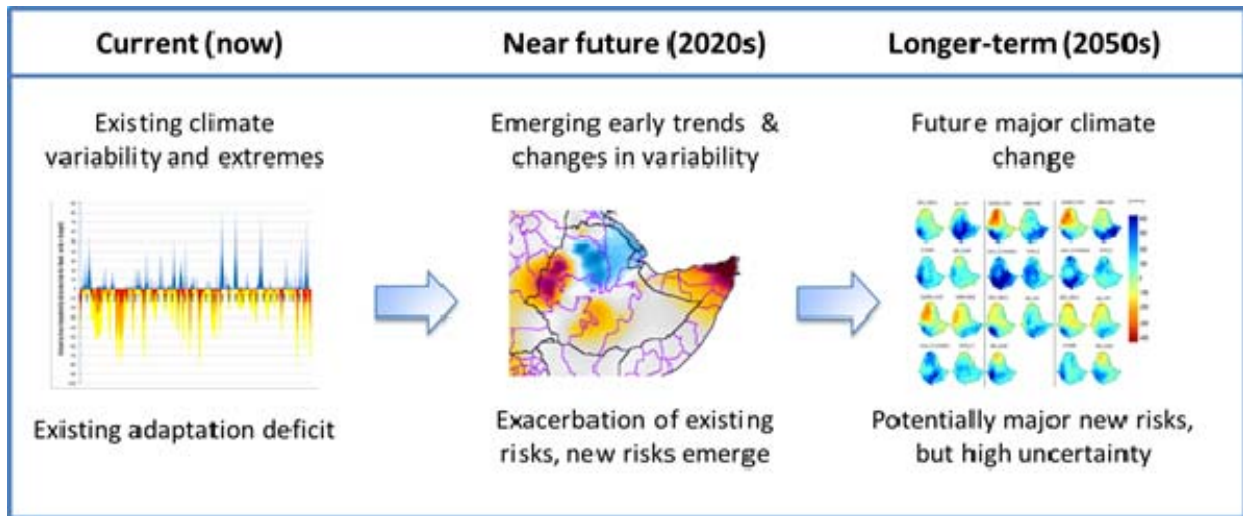 Current (now)
Near future (2020s)
Longer-term (2050s)
Existing climate
variability and extremes
Emerging early trends &
changes in variability
Future major climate
change
Existing adaptation deficit
Exacerbation of existing
risks, new risks emerge
Potentially major new risks,
but high uncertainty